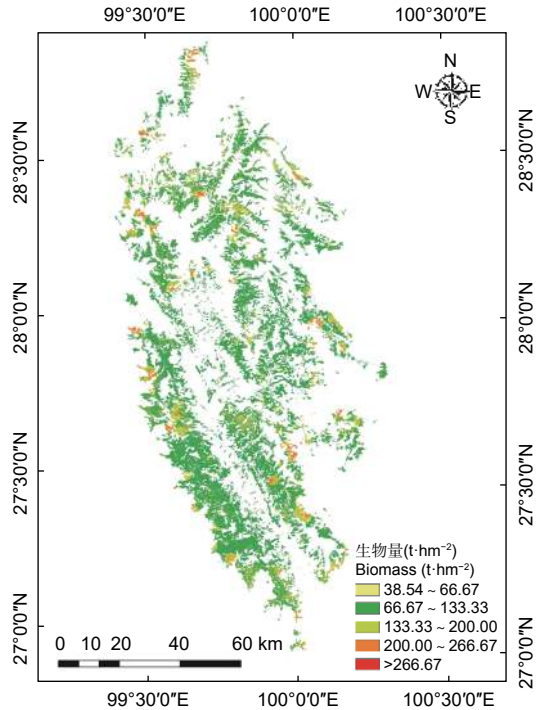 99°30′0″E 100°0′0″E 100°30′0″E
N
W E
S
28°30′0″N 28°30′0″N
28°0′0″N 28°0′0″N
27°30′0″N 27°30′0″N
27°0′0″N 27°0′0″N
生物量(t·hm⁻²)
Biomass (t·hm⁻²)
38.54 ~ 66.67
66.67 ~ 133.33
133.33 ~ 200.00
200.00 ~ 266.67
>266.67
0 10 20 40 60 km
99°30′0″E 100°0′0″E 100°30′0″E